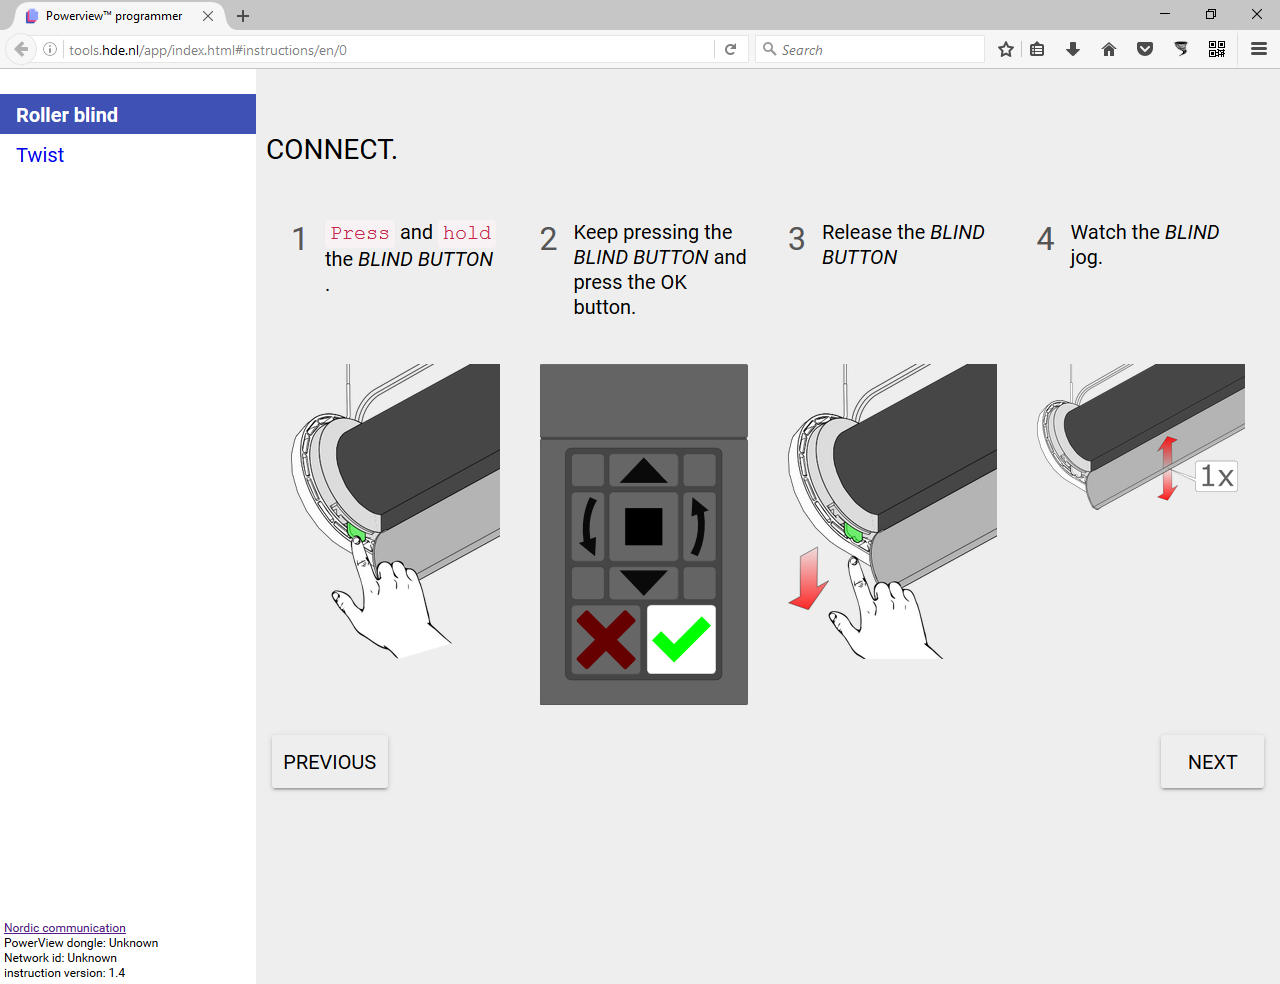 Powerview™ programmer
tools.hde.nl/app/index.html#instructions/en/0
Search
Roller blind
Twist
CONNECT.
1
Press and hold
the BLIND BUTTON
.
2
Keep pressing the
BLIND BUTTON and
press the OK
button.
3
Release the BLIND
BUTTON
4
Watch the BLIND
jog.
1x
PREVIOUS
NEXT
Nordic communication
PowerView dongle: Unknown
Network id: Unknown
instruction version: 1.4